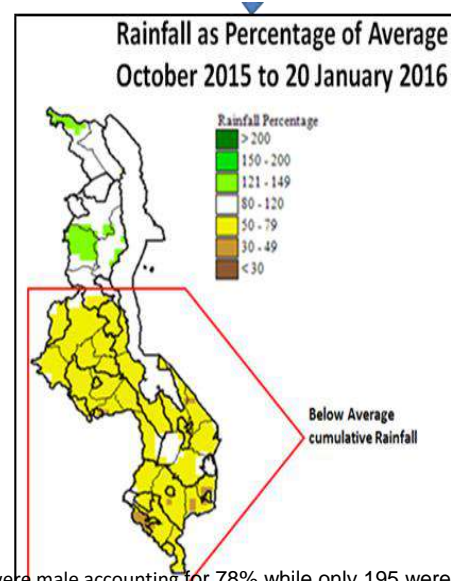 Rainfall as Percentage of Average
October 2015 to 20 January 2016
Rainfall Percentage
> 200
150 - 200
121 - 149
80 - 120
50 - 79
30 - 49
< 30
Below Average
cumulative Rainfall
were male accounting for 78% while only 195 were